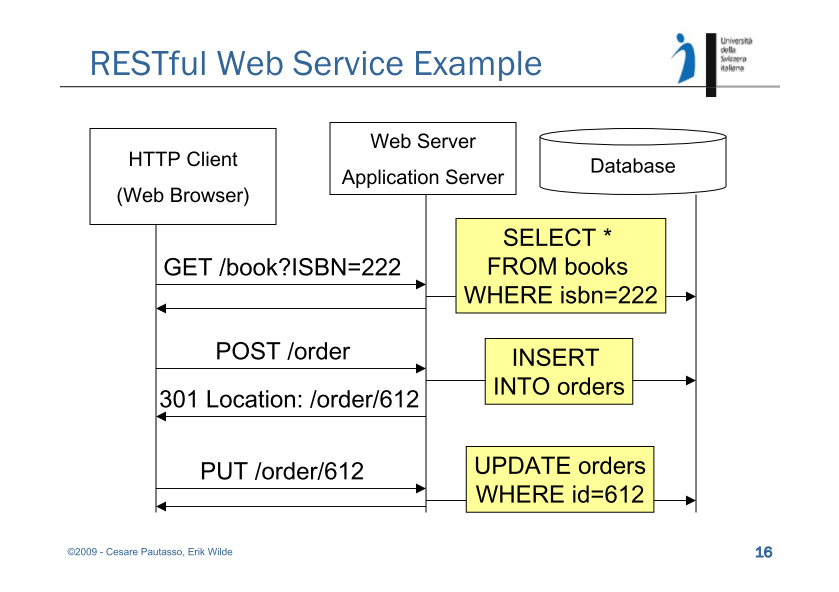 RESTful Web Service Example
Università
della
Svizzera
italiana
HTTP Client
(Web Browser)
Web Server
Application Server
Database
GET /book?ISBN=222
SELECT *
FROM books
WHERE isbn=222
POST /order
INSERT
INTO orders
301 Location: /order/612
PUT /order/612
UPDATE orders
WHERE id=612
©2009 - Cesare Pautasso, Erik Wilde
16